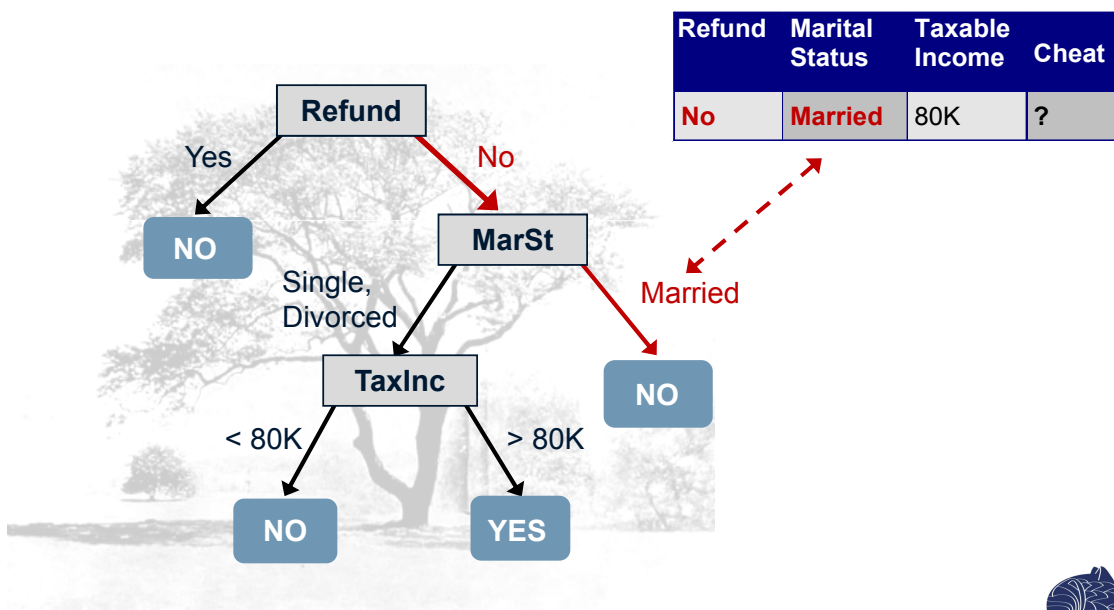 Refund Marital Status Taxable Income Cheat
No Married 80K ?
Refund
Yes No
NO MarSt
Single, Divorced Married
TaxInc NO
< 80K > 80K
NO YES